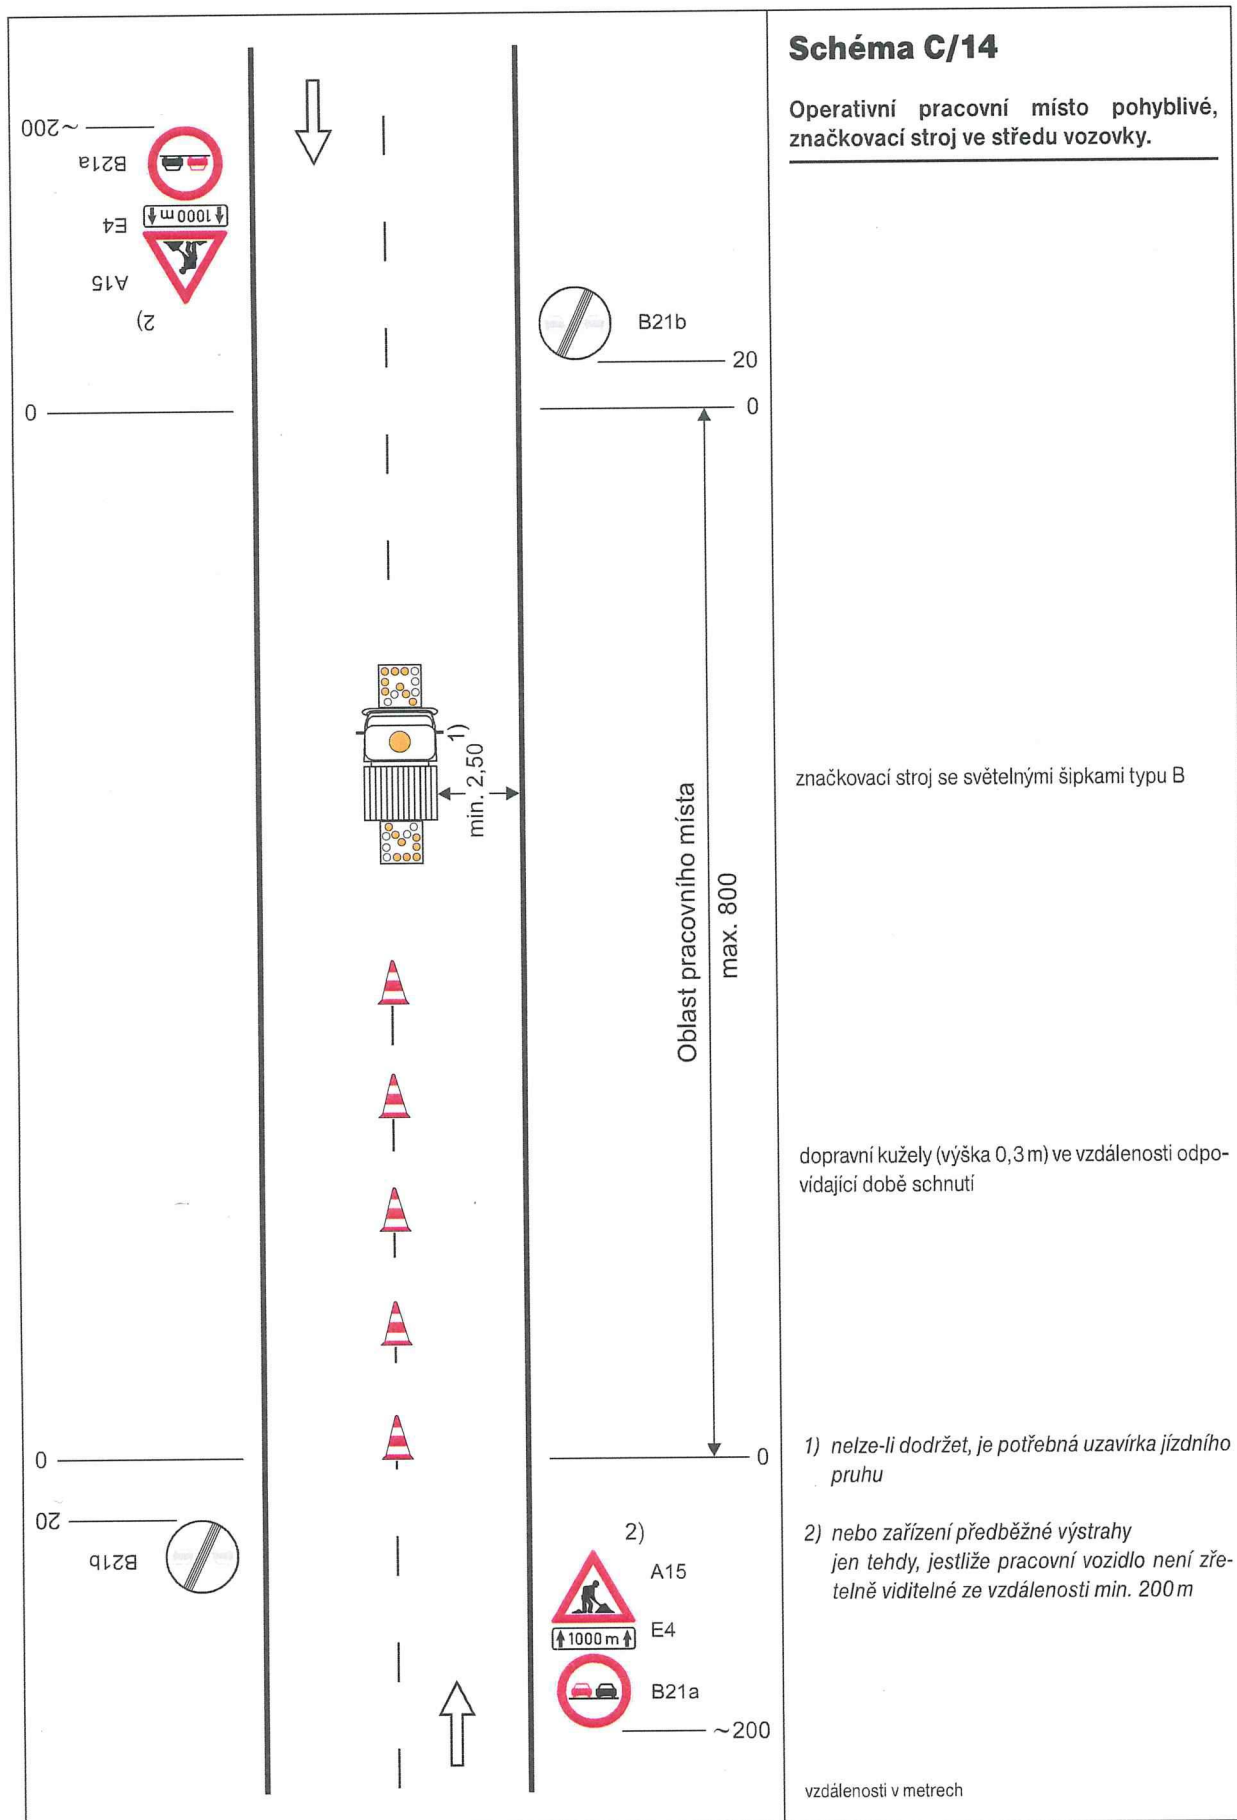 Schéma C/14
Operativní pracovní místo pohyblivé,
značkovací stroj ve středu vozovky.
~200
B21a
1000 m
E4
A15
2)
B21b
20
0
0
1)
min. 2,50
značkovací stroj se světelnými šipkami typu B
Oblast pracovního místa
max. 800
dopravní kužely (výška 0,3 m) ve vzdálenosti odpo-
vídající době schnutí
0
0
1) nelze-li dodržet, je potřebná uzavírka jízdního
pruhu
20
B21b
2)
A15
E4
1000 m
B21a
~200
2) nebo zařízení předběžné výstrahy
jen tehdy, jestliže pracovní vozidlo není zře-
telně viditelné ze vzdálenosti min. 200 m
vzdálenosti v metrech